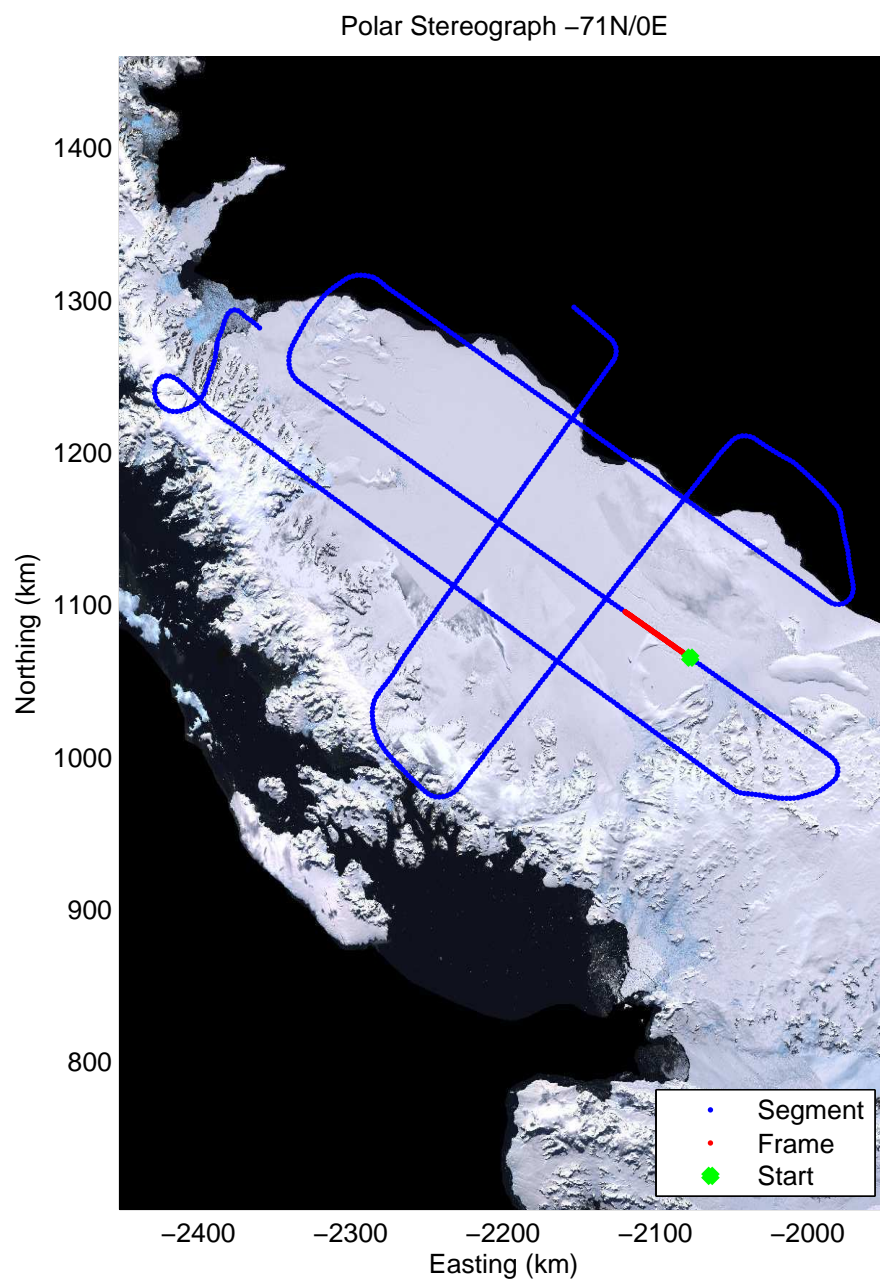 Polar Stereograph −71N/0E
1400
1300
1200
1100
1000
900
800
Northing (km)
−2400
−2300
−2200
−2100
−2000
Easting (km)
Segment
Frame
Start